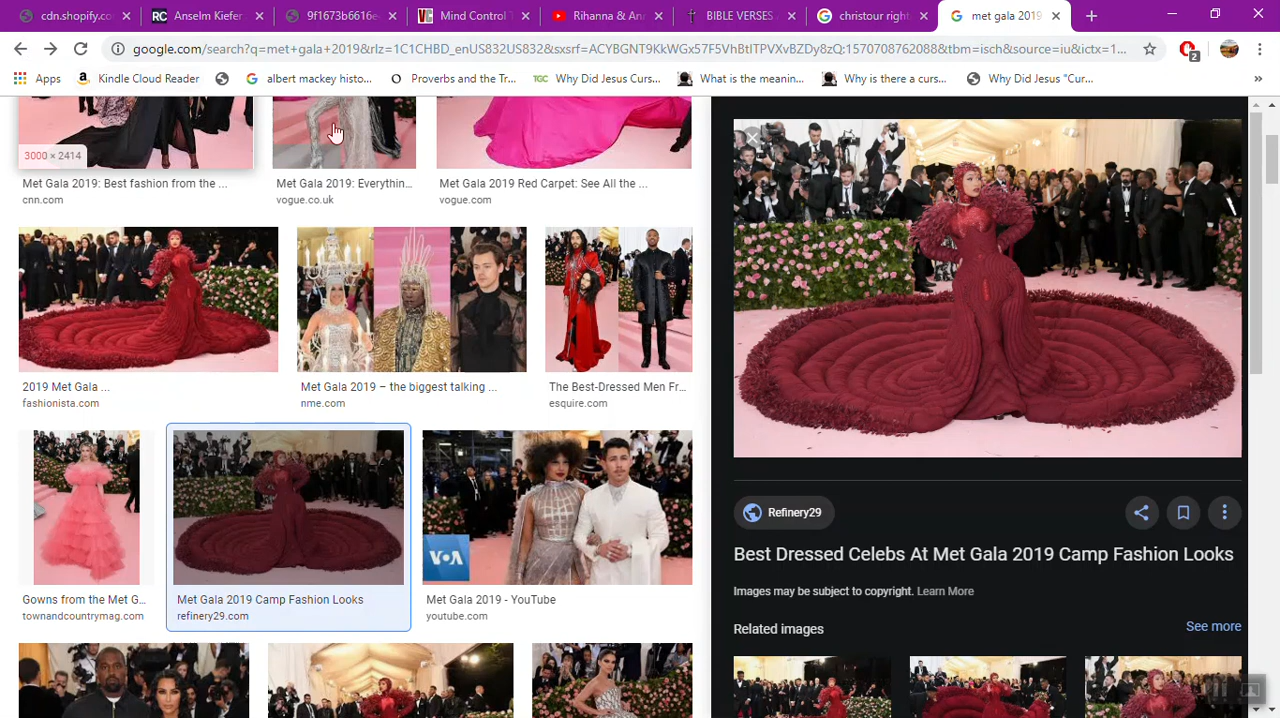 cdn.shopify.co
Anselm Kiefer
9f1673b6616e
Mind Control T
Rihanna & An
BIBLE VERSES
christour right
met gala 2019
google.com/search?q=met+gala+2019&rlz=1C1CHBD_enUS832US832&sxsrf=ACYBGNT9KkWGx57F5VhBtlTPVXvBZDy8zQ:1570708762088&tbm=isch&source=iu&ictx=1...
2
Apps
Kindle Cloud Reader
albert mackey histo...
Proverbs and the Tr...
TGC Why Did Jesus Curs...
What is the meanin...
Why is there a curs...
Why Did Jesus "Cur...
»
3000 × 2414
Met Gala 2019: Best fashion from the ...
cnn.com
Met Gala 2019: Everythin...
vogue.co.uk
Met Gala 2019 Red Carpet: See All the ...
vogue.com
2019 Met Gala ...
fashionista.com
Met Gala 2019 – the biggest talking ...
nme.com
The Best-Dressed Men Fr...
esquire.com
VOA
Gowns from the Met G...
townandcountrymag.com
Met Gala 2019 Camp Fashion Looks
refinery29.com
Met Gala 2019 - YouTube
youtube.com
Refinery29
Best Dressed Celebs At Met Gala 2019 Camp Fashion Looks
Images may be subject to copyright. Learn More
Related images
See more